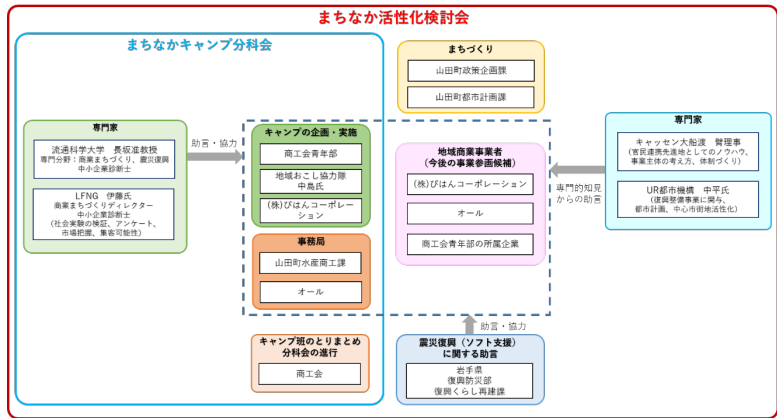 まちなか活性化検討会
まちなかキャンプ分科会
専門家
流通科学大学　長坂准教授
専門分野：商業まちづくり、震災復興
中小企業診断士
LFNG　伊藤氏
商業まちづくりディレクター
中小企業診断士
(社会実験の検証、アンケート、
市場把握、集客可能性)
助言・協力
キャンプの企画・実施
商工会青年部
地域おこし協力隊
中島氏
(株)びはんコーポレー
ション
事務局
山田町水産商工課
オール
キャンプ班のとりまとめ
分科会の進行
商工会
まちづくり
山田町政策企画課
山田町都市計画課
地域商業事業者
(今後の事業参画候補)
(株)びはんコーポレーション
オール
商工会青年部の所属企業
助言・協力
震災復興（ソフト支援）
に関する助言
岩手県
復興防災部
復興くらし再建課
専門的知見
からの助言
専門家
キャッセン大船渡　臂理事
(官民連携先進地としてのノウハウ、
事業主体の考え方、体制づくり)
UR都市機構　中平氏
(復興整備事業に関与、
都市計画、中心市街地活性化)